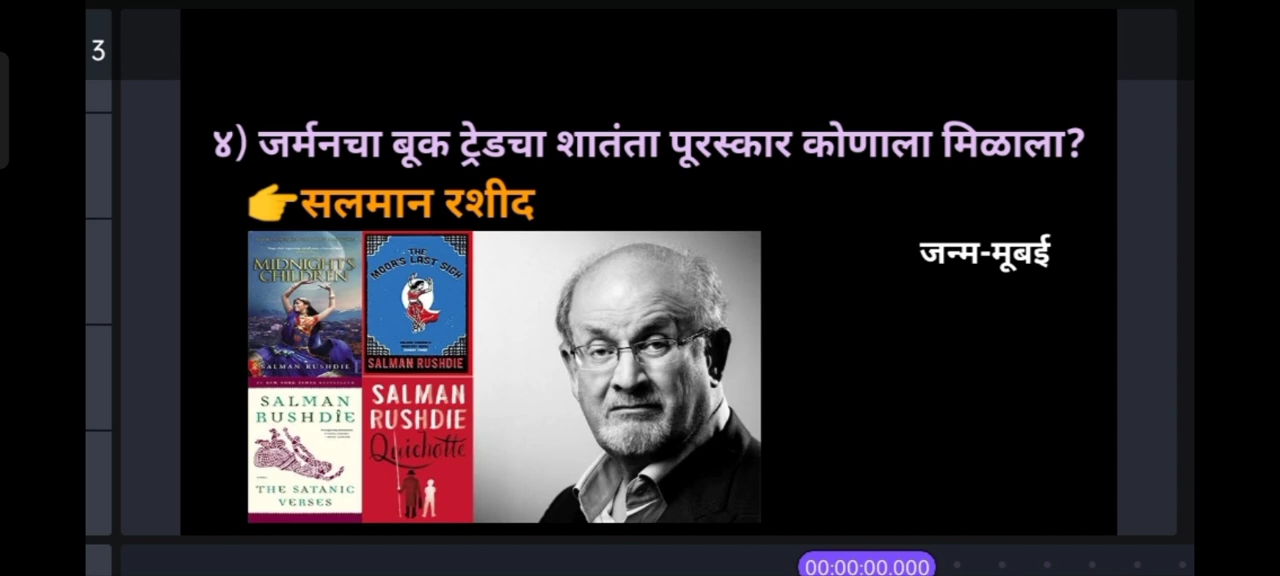 3
४) जर्मनचा बूक ट्रेडचा शातंता पूरस्कार कोणाला मिळाला?
👉सलमान रशीद
जन्म-मूबई
MIDNIGHT'S
CHILDREN
SALMAN RUSHDIE
THE
MOOR'S LAST SIGH
SALMAN RUSHDIE
SALMAN
RUSHDIE
THE SATANIC
VERSES
SALMAN
RUSHDIE
Quichotte
00:00:00.000